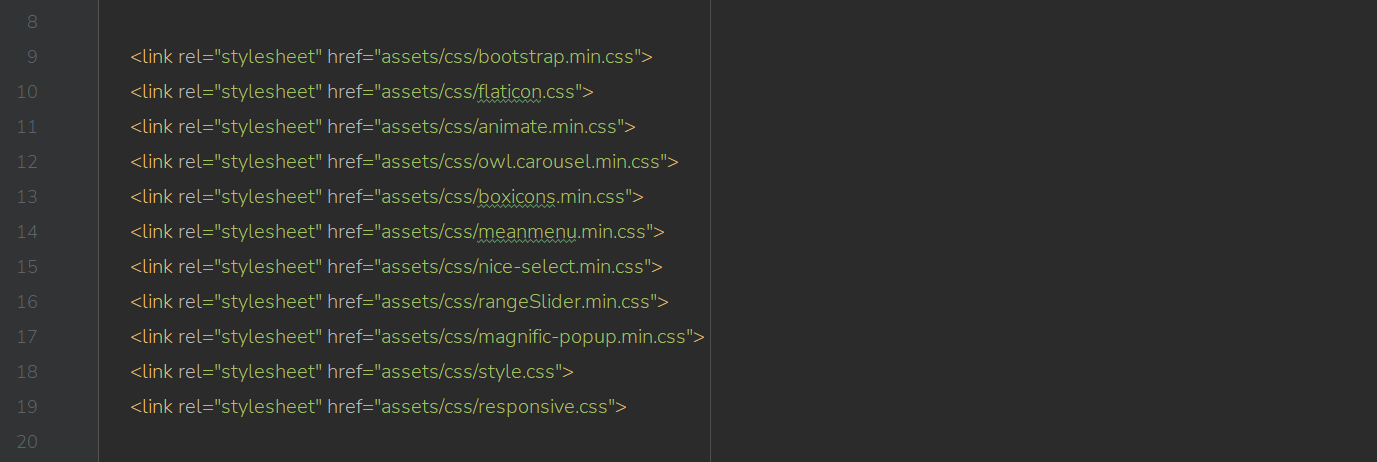 8
9 <link rel="stylesheet" href="assets/css/bootstrap.min.css">
10 <link rel="stylesheet" href="assets/css/flaticon.css">
11 <link rel="stylesheet" href="assets/css/animate.min.css">
12 <link rel="stylesheet" href="assets/css/owl.carousel.min.css">
13 <link rel="stylesheet" href="assets/css/boxicons.min.css">
14 <link rel="stylesheet" href="assets/css/meanmenu.min.css">
15 <link rel="stylesheet" href="assets/css/nice-select.min.css">
16 <link rel="stylesheet" href="assets/css/rangeSlider.min.css">
17 <link rel="stylesheet" href="assets/css/magnific-popup.min.css">
18 <link rel="stylesheet" href="assets/css/style.css">
19 <link rel="stylesheet" href="assets/css/responsive.css">
20